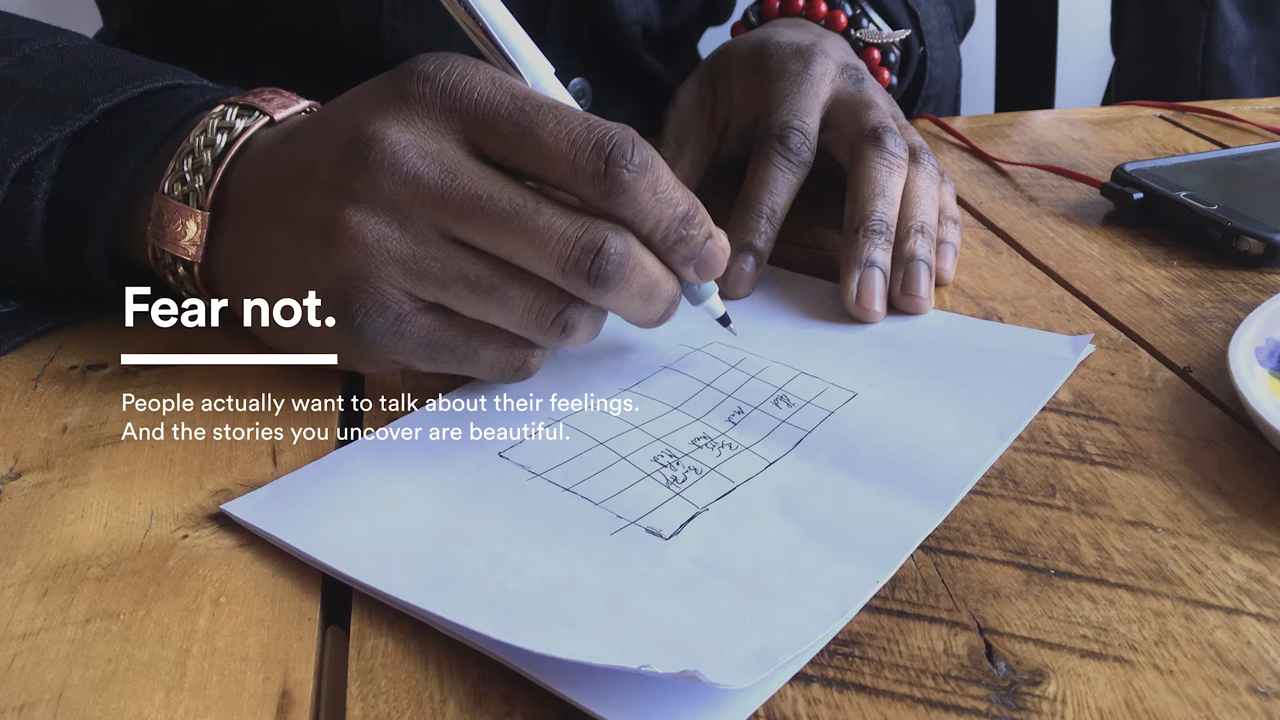 Fear not.
People actually want to talk about their feelings.
And the stories you uncover are beautiful.